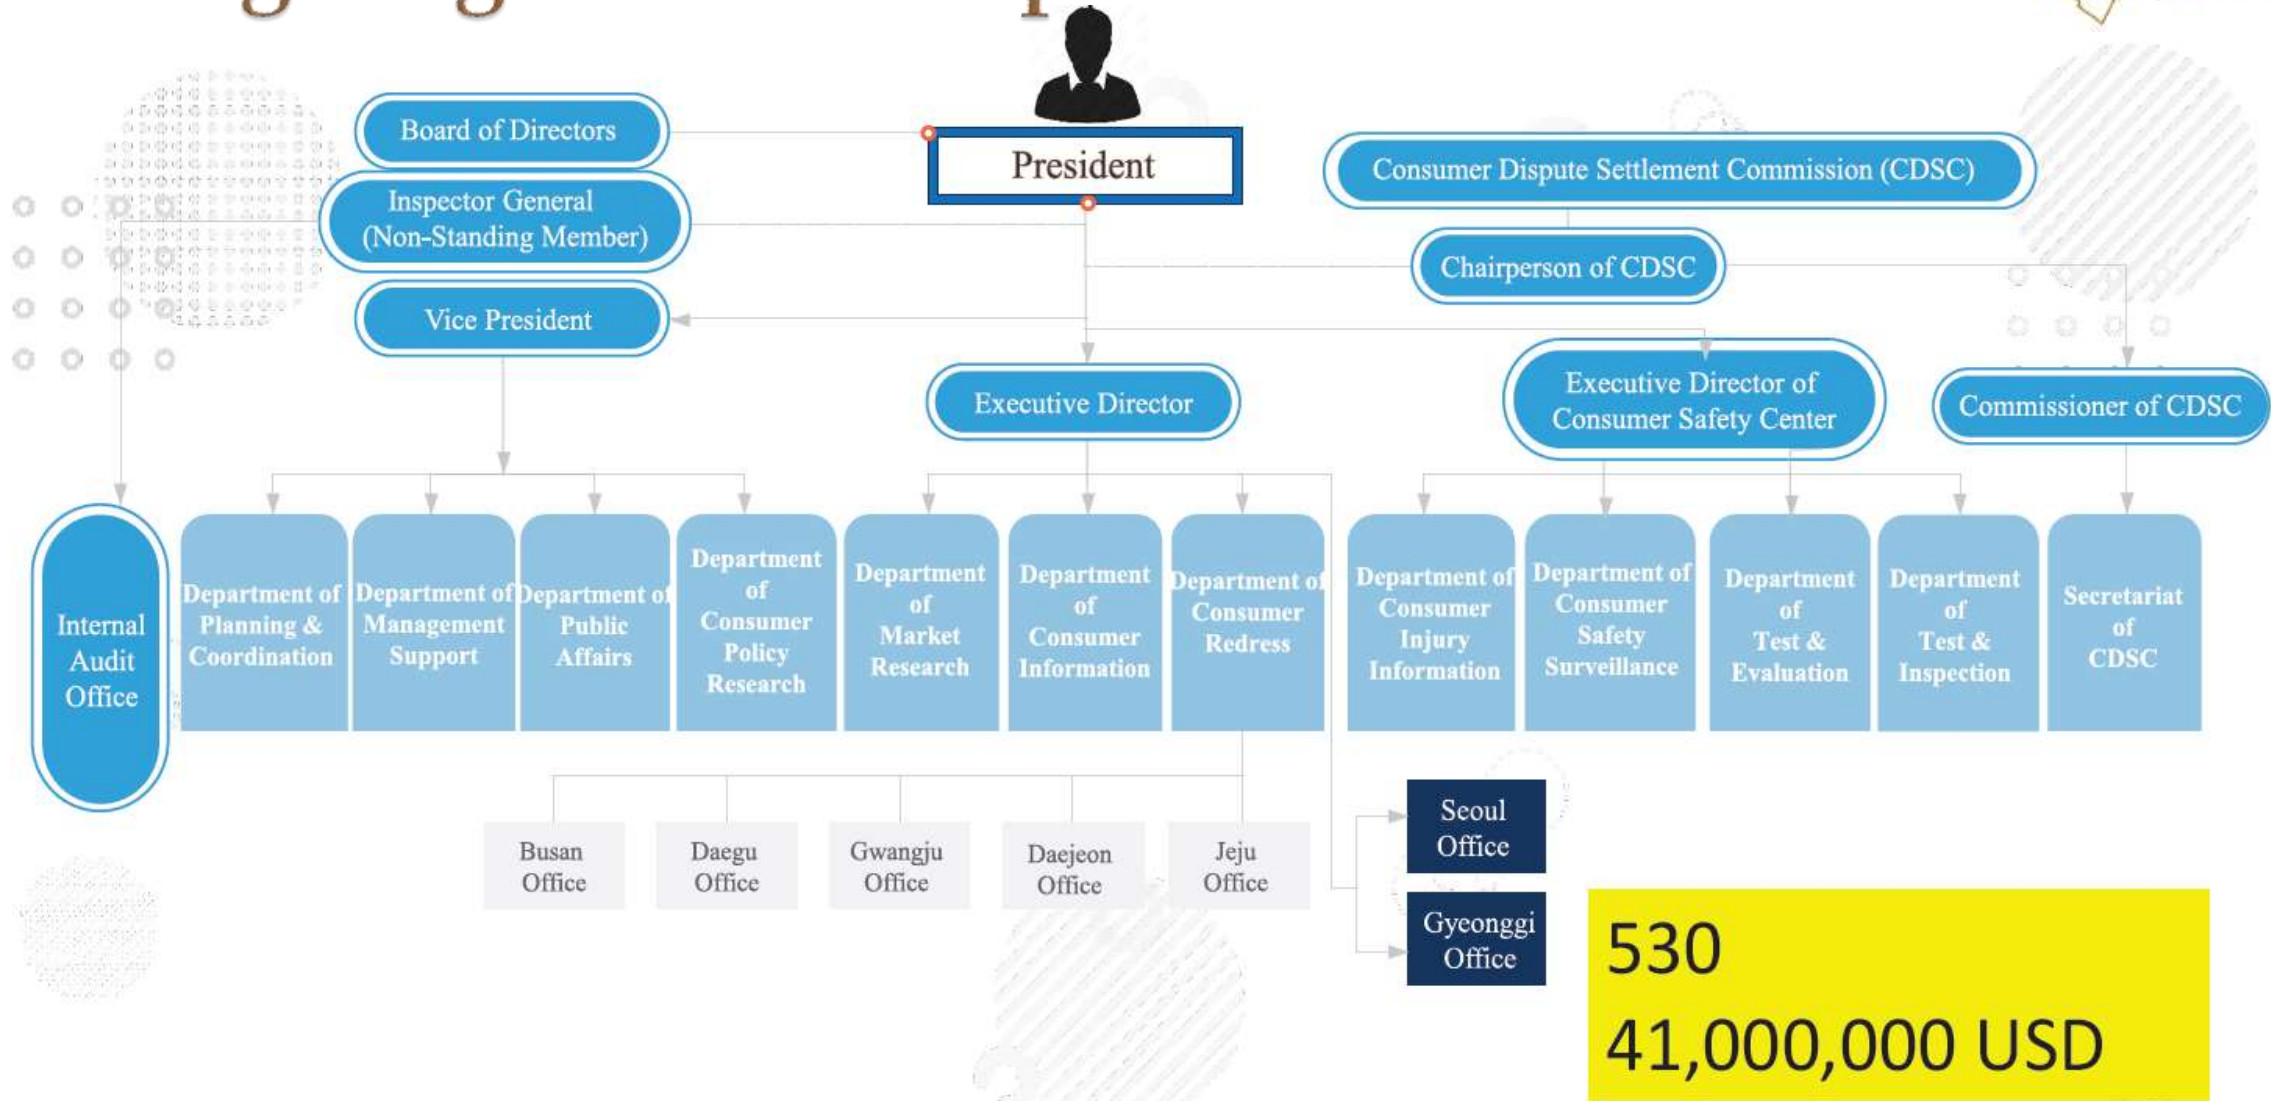 President
Board of Directors
Inspector General
(Non-Standing Member)
Vice President
Consumer Dispute Settlement Commission (CDSC)
Chairperson of CDSC
Executive Director
Executive Director of
Consumer Safety Center
Commissioner of CDSC
Internal
Audit
Office
Department of
Planning &
Coordination
Department of
Management
Support
Department of
Public
Affairs
Department
of
Consumer
Policy
Research
Department
of
Market
Research
Department
of
Consumer
Information
Department of
Consumer
Redress
Department of
Consumer
Injury
Information
Department of
Consumer
Safety
Surveillance
Department
of
Test &
Evaluation
Department
of
Test &
Inspection
Secretariat
of
CDSC
Busan
Office
Daegu
Office
Gwangju
Office
Daejeon
Office
Jeju
Office
Seoul
Office
Gyeonggi
Office
530
41,000,000 USD